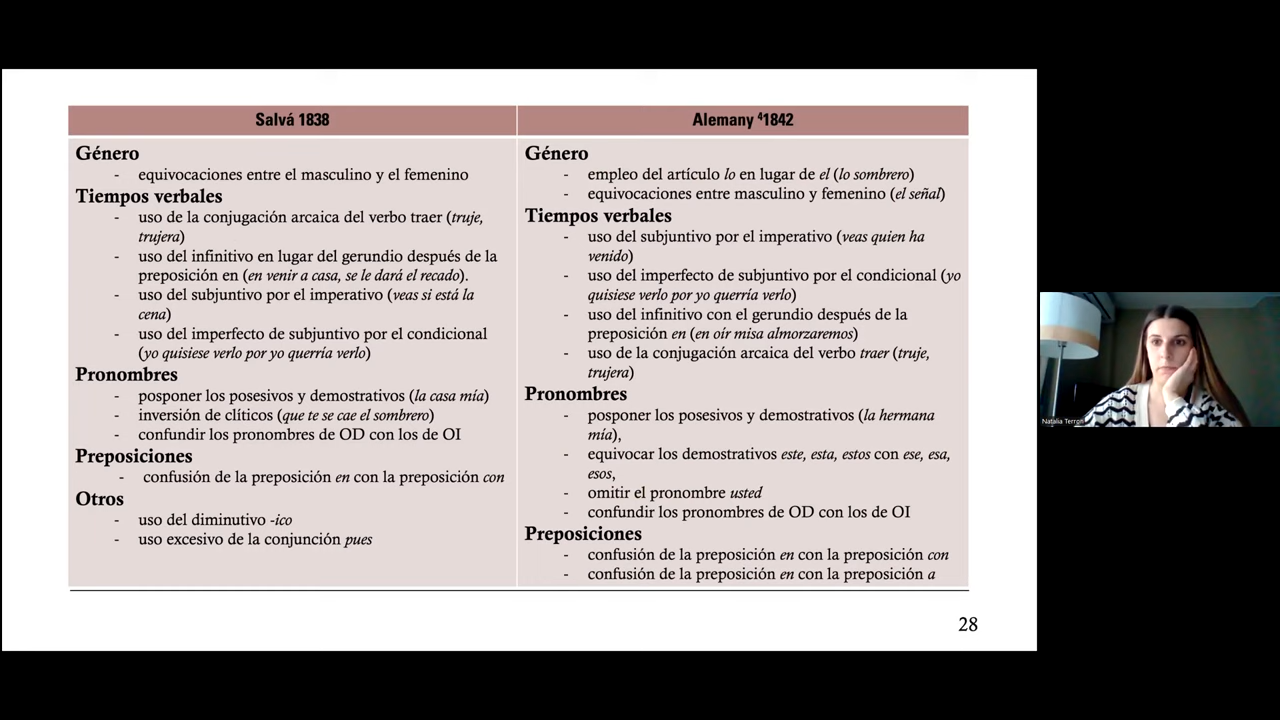 Salvá 1838
Género
- equivocaciones entre el masculino y el femenino
Tiempos verbales
- uso de la conjugación arcaica del verbo traer (truje,
trujera)
- uso del infinitivo en lugar del gerundio después de la
preposición en (en venir a casa, se le dará el recado).
- uso del subjuntivo por el imperativo (veas si está la
cena)
- uso del imperfecto de subjuntivo por el condicional
(yo quisiese verlo por yo querría verlo)
Pronombres
- posponer los posesivos y demostrativos (la casa mía)
- inversión de clíticos (que te se cae el sombrero)
- confundir los pronombres de OD con los de OI
Preposiciones
- confusión de la preposición en con la preposición con
Otros
- uso del diminutivo -ico
- uso excesivo de la conjunción pues
Alemany ⁴1842
Género
- empleo del artículo lo en lugar de el (lo sombrero)
- equivocaciones entre masculino y femenino (el señal)
Tiempos verbales
- uso del subjuntivo por el imperativo (veas quien ha
venido)
- uso del imperfecto de subjuntivo por el condicional (yo
quisiese verlo por yo querría verlo)
- uso del infinitivo con el gerundio después de la
preposición en (en oír misa almorzaremos)
- uso de la conjugación arcaica del verbo traer (truje,
trujera)
Pronombres
- posponer los posesivos y demostrativos (la hermana
mía),
- equivocar los demostrativos este, esta, estos con ese, esa,
esos,
- omitir el pronombre usted
- confundir los pronombres de OD con los de OI
Preposiciones
- confusión de la preposición en con la preposición con
- confusión de la preposición en con la preposición a
28
Natalia Terrón